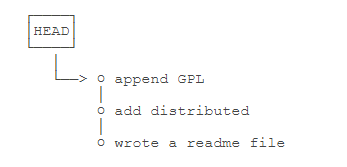 HEAD
append GPL
add distributed
wrote a readme file